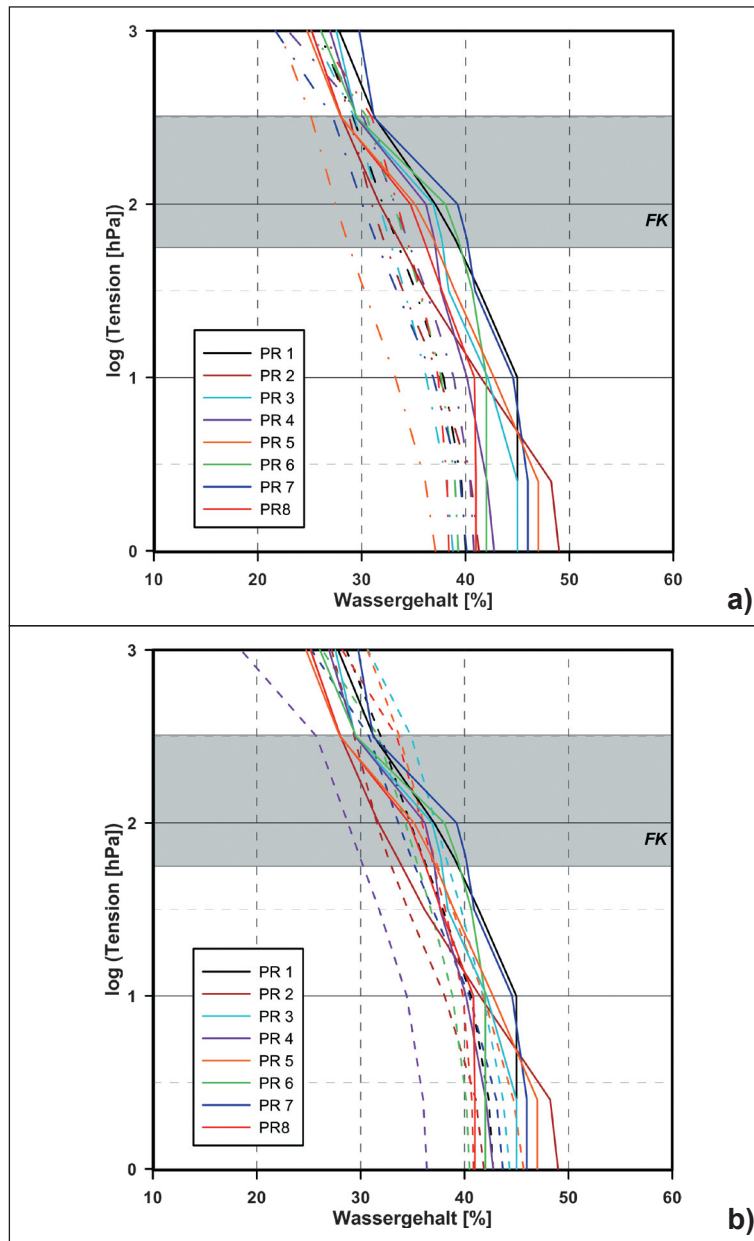 3
2
1
0
log (Tension [hPa])
FK
PR 1
PR 2
PR 3
PR 4
PR 5
PR 6
PR 7
PR8
10 20 30 40 50 60
Wassergehalt [%]
a)
3
2
1
0
log (Tension [hPa])
FK
PR 1
PR 2
PR 3
PR 4
PR 5
PR 6
PR 7
PR8
10 20 30 40 50 60
Wassergehalt [%]
b)